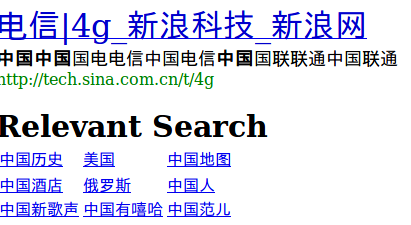 电信|4g_新浪科技_新浪网
中国中国国电电信中国电信中国国联联通中国联通
http://tech.sina.com.cn/t/4g
Relevant Search
中国历史 美国 中国地图
中国酒店 俄罗斯 中国人
中国新歌声 中国有嘻哈 中国范儿